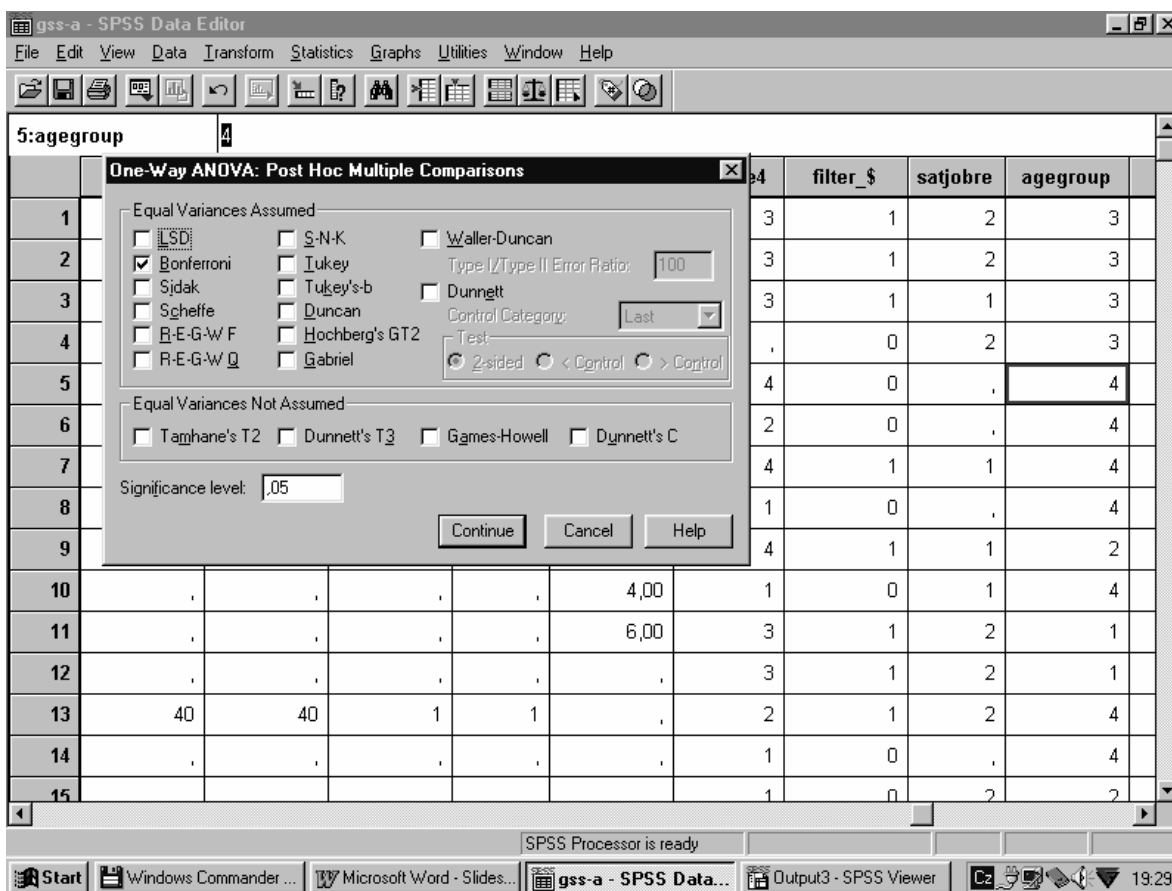 gss-a - SPSS Data Editor
File Edit View Data Transform Statistics Graphs Utilities Window Help
5:agegroup 4
One-Way ANOVA: Post Hoc Multiple Comparisons
e4 filter_$ satjobre agegroup
Equal Variances Assumed
LSD S-N-K Waller-Duncan
Bonferroni Tukey Type I/Type II Error Ratio: 100
Sidak Tukey's-b Dunnett
Scheffe Duncan Control Category: Last
R-E-G-W F Hochberg's GT2 Test
R-E-G-W Q Gabriel 2-sided < Control > Control
Equal Variances Not Assumed
Tamhane's T2 Dunnett's T3 Games-Howell Dunnett's C
Significance level: ,05
Continue Cancel Help
1 3 1 2 3
2 3 1 2 3
3 3 1 1 3
4 , 0 2 3
5 4 0 , 4
6 2 0 , 4
7 4 1 1 4
8 1 0 , 4
9 4 1 1 2
10 , , , , 4,00 1 0 1 4
11 , , , , 6,00 3 1 2 1
12 , , , , , 3 1 2 1
13 40 40 1 1 , 2 1 2 4
14 , , , , , 1 0 , 4
15 1 0 2 2
SPSS Processor is ready
Start Windows Commander ... Microsoft Word - Slides... gss-a - SPSS Data... Output3 - SPSS Viewer Cz 19:29